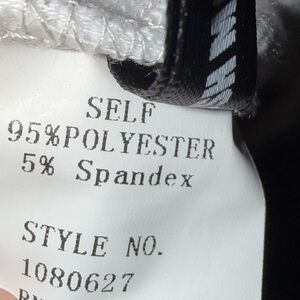 SELF
95%POLYESTER
5% Spandex
STYLE NO.
1080627